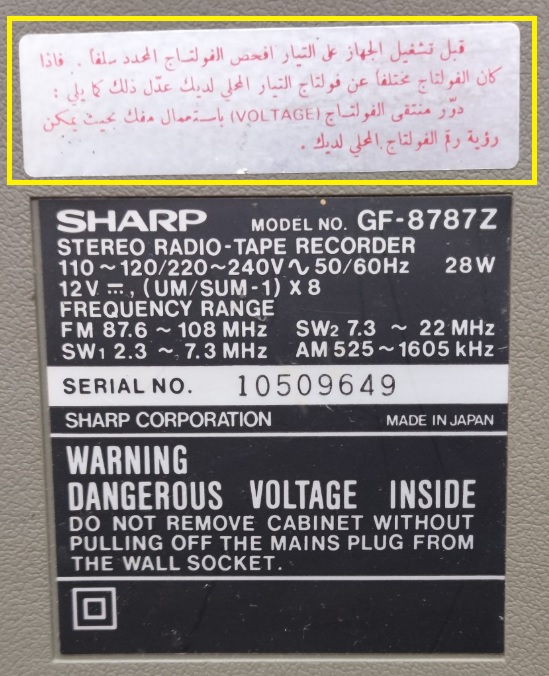 قبل تشغيل الجهاز على التيار افحص الفولتاج المحدد سلفاً . فاذا
كان الفولتاج مختلفاً عن فولتاج التيار المحلي لديك عدّل ذلك كما يلي :
دوّر منتقى الفولتاج (VOLTAGE) باستعمال مفك بحيث يمكن
رؤية رقم الفولتاج المحلي لديك .
SHARP MODEL NO. GF-8787Z
STEREO RADIO-TAPE RECORDER
110～120/220～240V∿ 50/60Hz 28W
12V ⎓, (UM/SUM-1) X 8
FREQUENCY RANGE
FM 87.6 ~ 108 MHz SW2 7.3 ~ 22 MHz
SW1 2.3 ~ 7.3 MHz AM 525~1605 kHz
SERIAL NO. 10509649
SHARP CORPORATION MADE IN JAPAN
WARNING
DANGEROUS VOLTAGE INSIDE
DO NOT REMOVE CABINET WITHOUT
PULLING OFF THE MAINS PLUG FROM
THE WALL SOCKET.